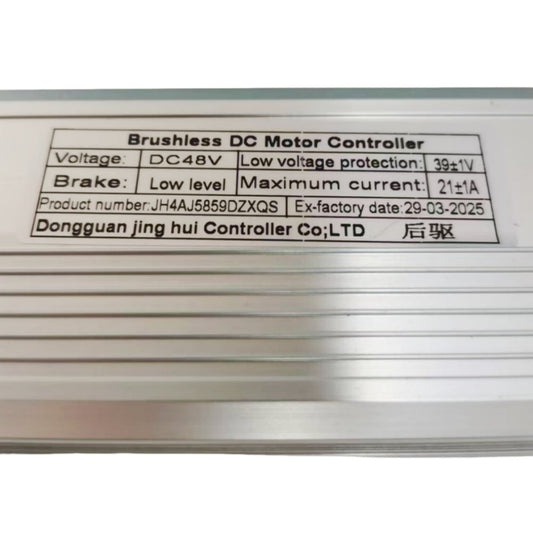 Brushless DC Motor Controller
Voltage: DC48V Low voltage protection: 39±1V
Brake: Low level Maximum current: 21±1A
Product number: JH4AJ5859DZXQS Ex-factory date: 29-03-2025
Dongguan jing hui Controller Co;LTD 后驱